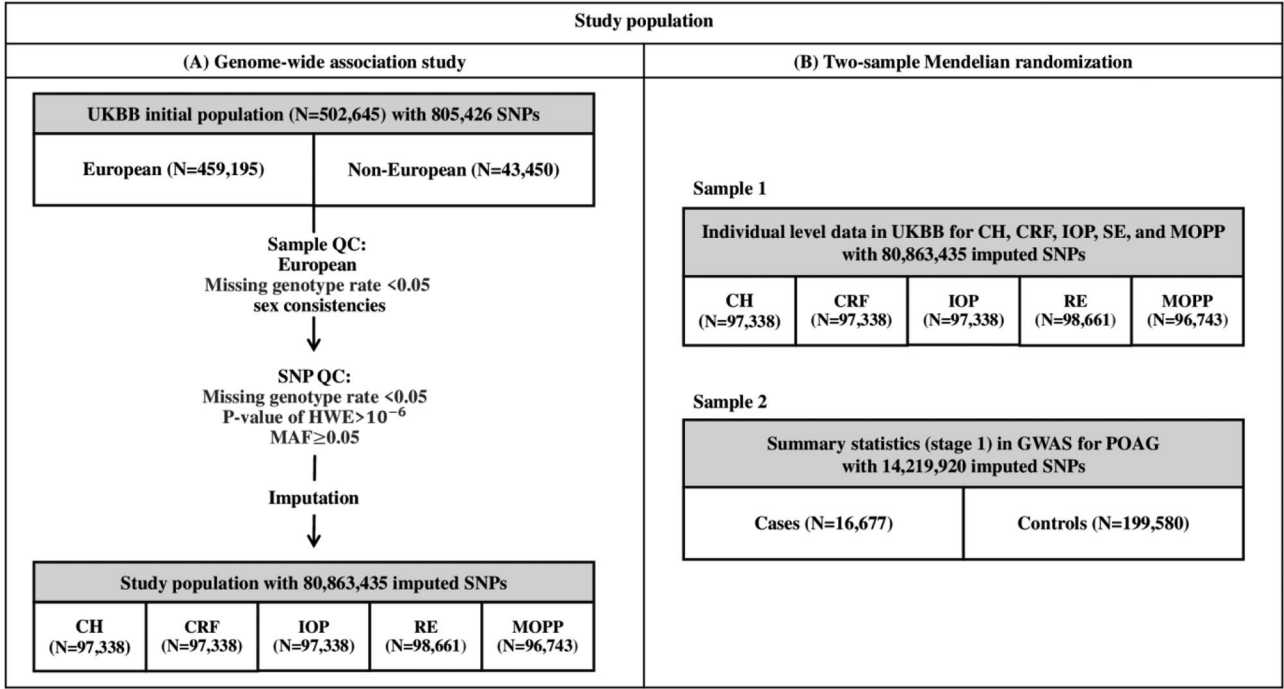 Study population
(A) Genome-wide association study
UKBB initial population (N=502,645) with 805,426 SNPs
European (N=459,195)
Non-European (N=43,450)
Sample QC:
European
Missing genotype rate <0.05
sex consistencies
SNP QC:
Missing genotype rate <0.05
P-value of HWE>10⁻⁶
MAF≥0.05
Imputation
Study population with 80,863,435 imputed SNPs
CH
(N=97,338)
CRF
(N=97,338)
IOP
(N=97,338)
RE
(N=98,661)
MOPP
(N=96,743)
(B) Two-sample Mendelian randomization
Sample 1
Individual level data in UKBB for CH, CRF, IOP, SE, and MOPP
with 80,863,435 imputed SNPs
CH
(N=97,338)
CRF
(N=97,338)
IOP
(N=97,338)
RE
(N=98,661)
MOPP
(N=96,743)
Sample 2
Summary statistics (stage 1) in GWAS for POAG
with 14,219,920 imputed SNPs
Cases (N=16,677)
Controls (N=199,580)